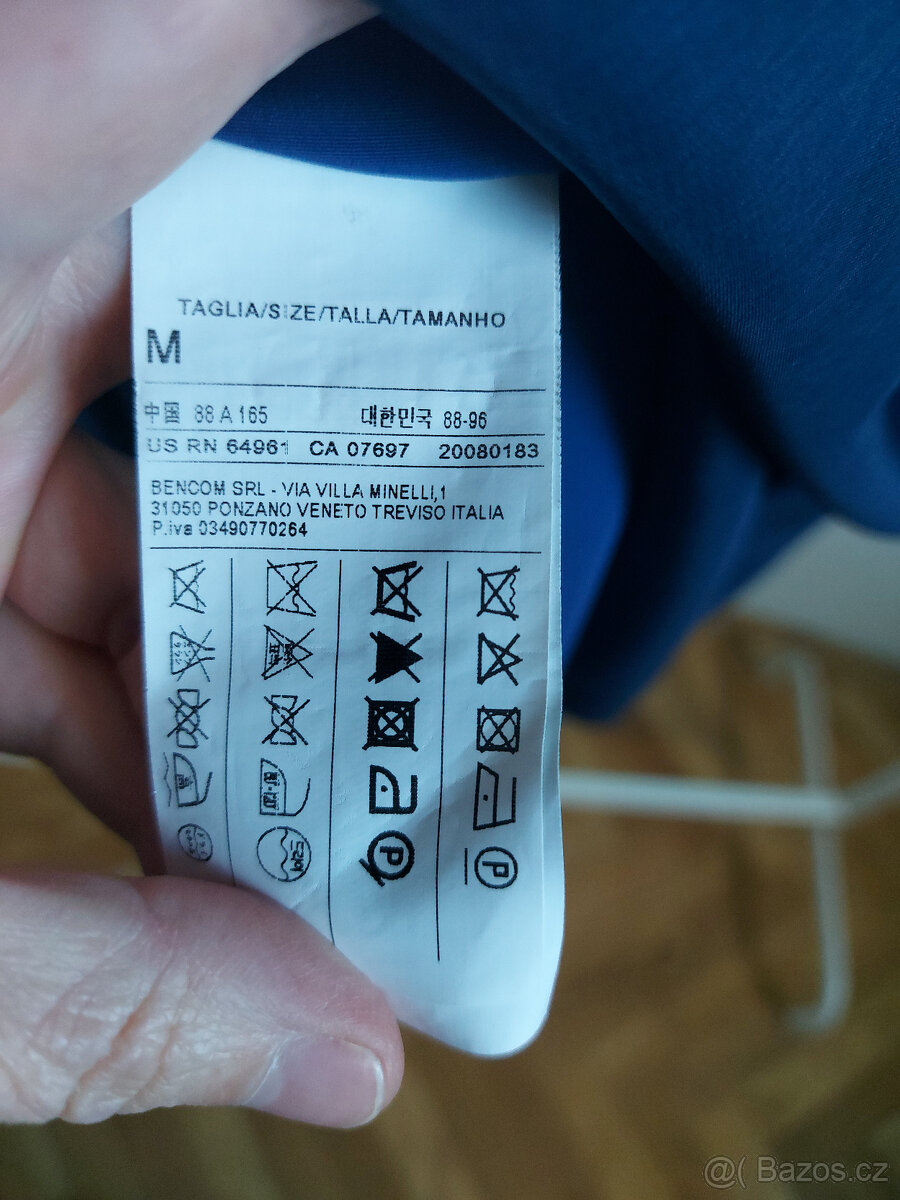 TAGLIA/SIZE/TALLA/TAMANHO
M
中国 88 A 165 대한민국 88-96
US RN 64961 CA 07697 20080183
BENCOM SRL - VIA VILLA MINELLI,1
31050 PONZANO VENETO TREVISO ITALIA
P.iva 03490770264
P P
@( Bazos.cz